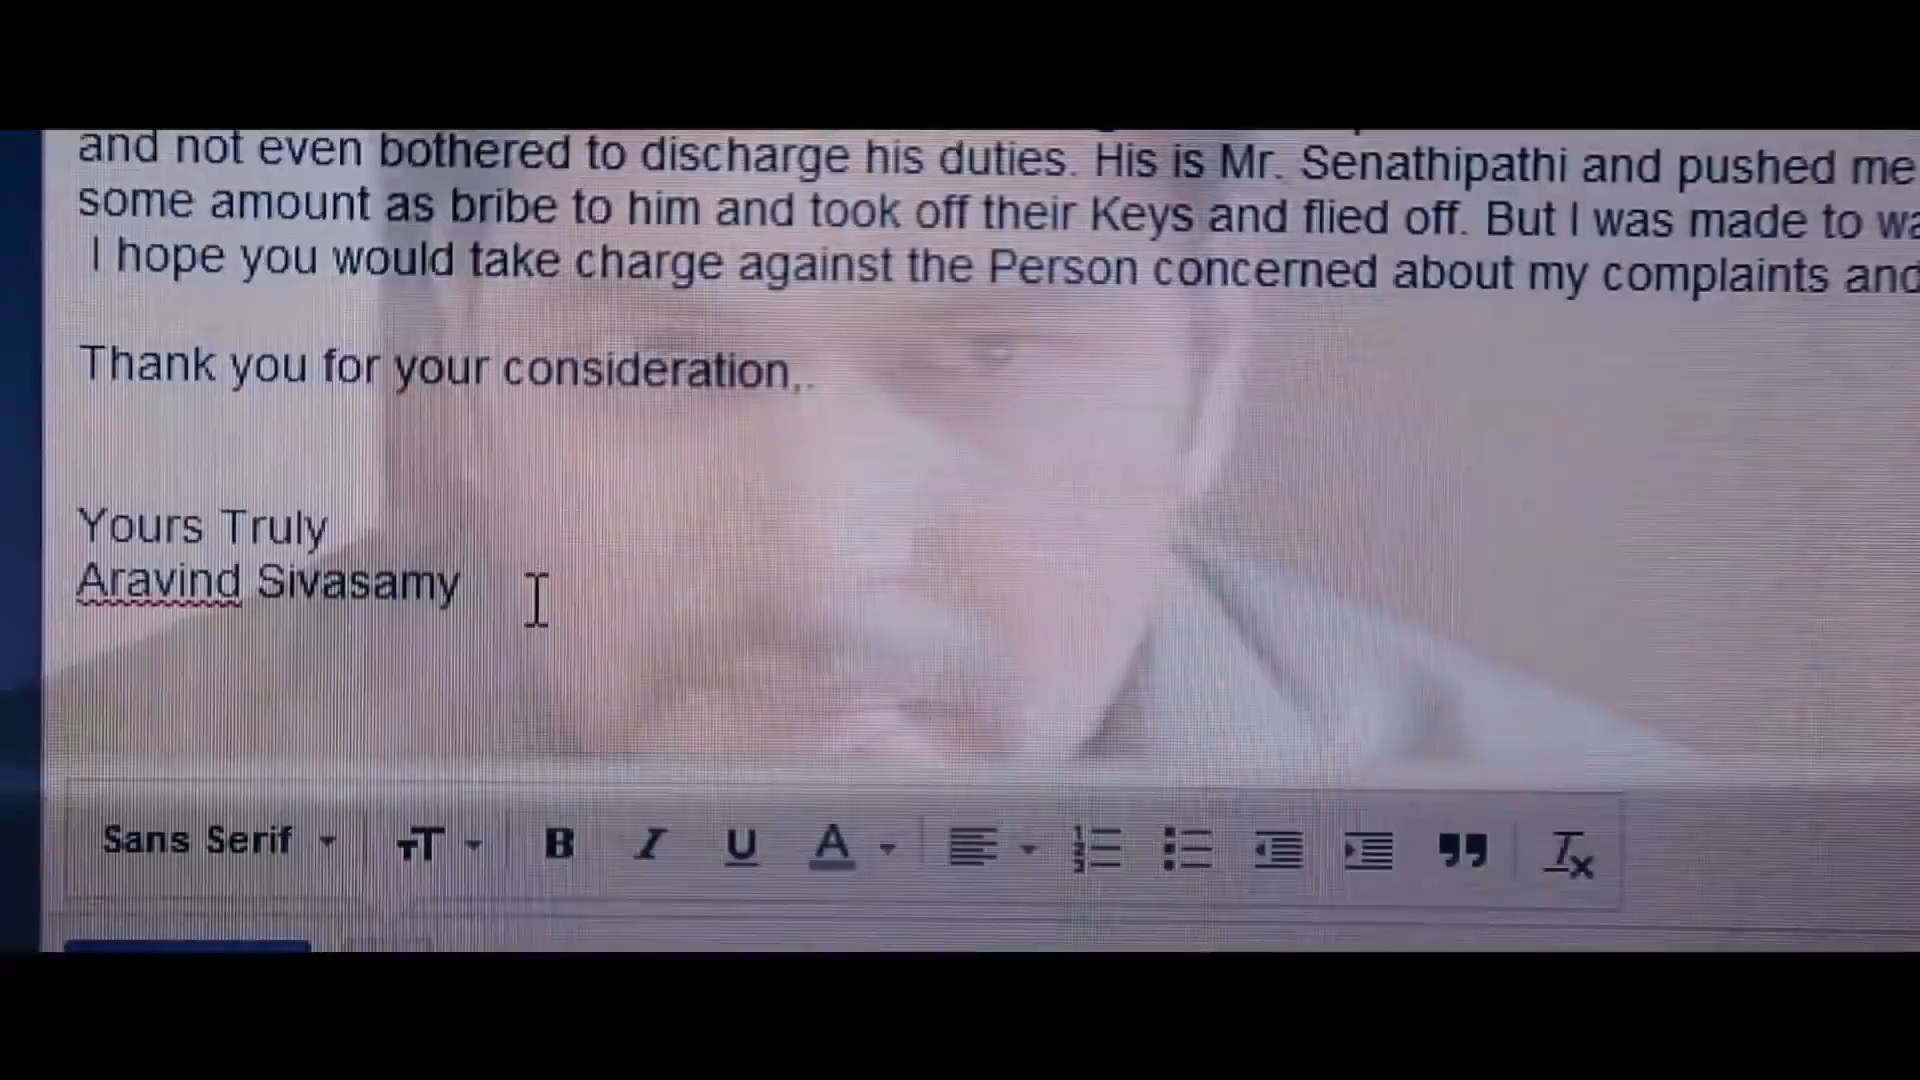 and not even bothered to discharge his duties. His is Mr. Senathipathi and pushed me
some amount as bribe to him and took off their Keys and flied off. But I was made to
I hope you would take charge against the Person concerned about my complaints and
Thank you for your consideration,.
Yours Truly
Aravind Sivasamy
Sans Serif